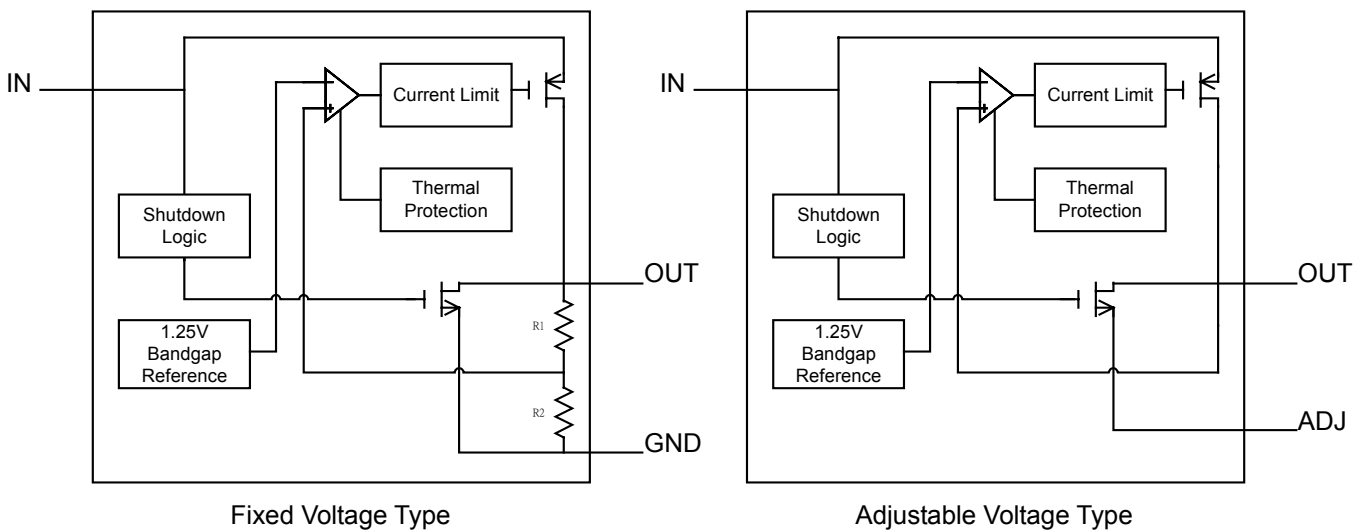 IN
Current Limit
Thermal
Protection
Shutdown
Logic
OUT
R1
1.25V
Bandgap
Reference
R2
GND
Fixed Voltage Type
IN
Current Limit
Thermal
Protection
Shutdown
Logic
OUT
1.25V
Bandgap
Reference
ADJ
Adjustable Voltage Type